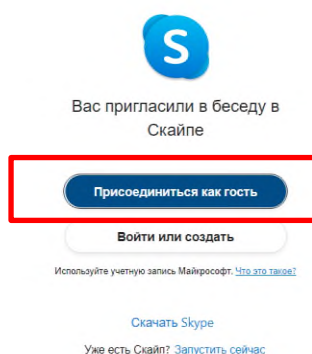 S
Вас пригласили в беседу в
Скайпе
Присоединиться как гость
Войти или создать
Используйте учетную запись Майкрософт. Что это такое?
Скачать Skype
Уже есть Скайп? Запустить сейчас